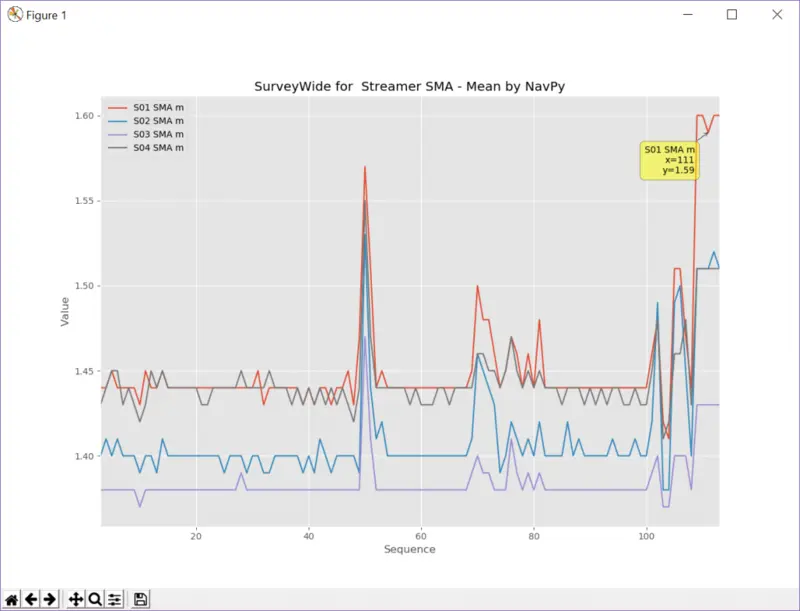 Figure 1
SurveyWide for  Streamer SMA - Mean by NavPy
S01 SMA m
S02 SMA m
S03 SMA m
S04 SMA m
S01 SMA m
x=111
y=1.59
1.60
1.55
1.50
1.45
1.40
Value
20
40
60
80
100
Sequence